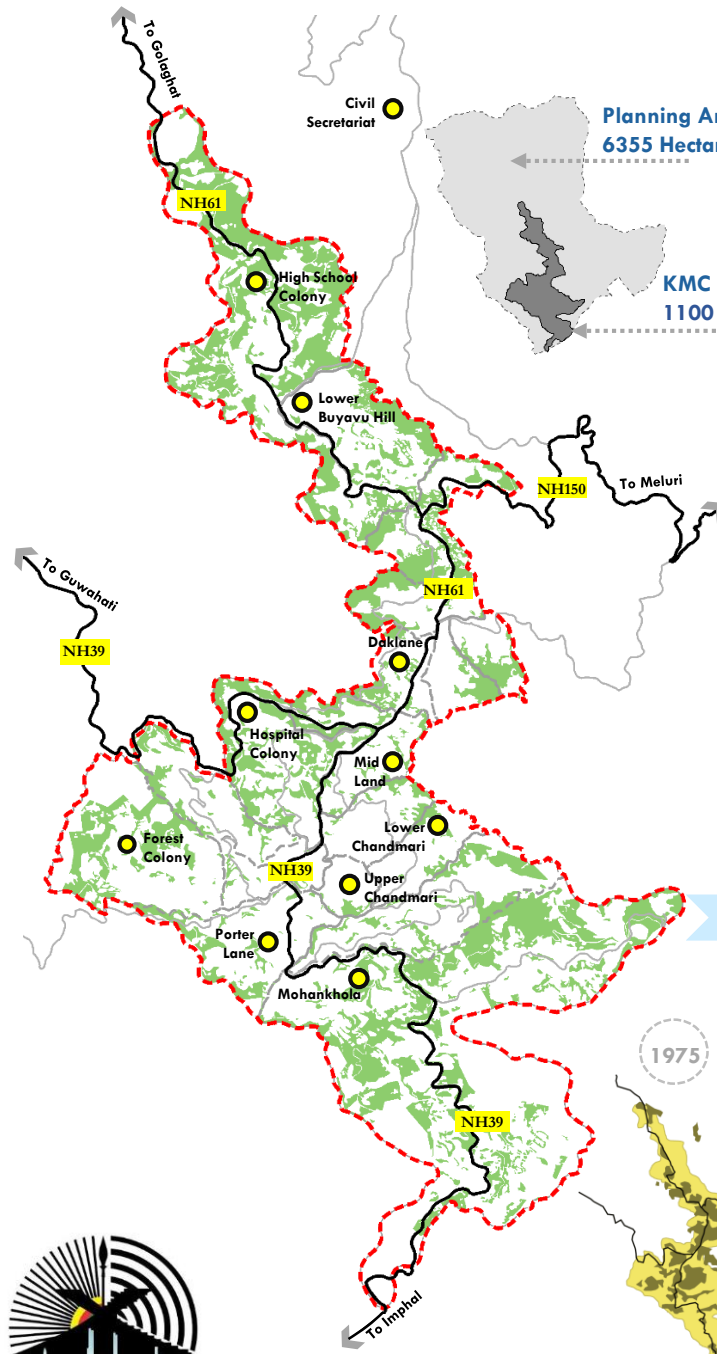 To Golaghat
Civil
Secretariat
Planning Ar
6355 Hectar
NH61
High School
Colony
KMC
1100
Lower
Buyavu Hill
To Meluri
NH150
To Guwahati
NH61
NH39
Daklane
Hospital
Colony
Mid
Land
Lower
Chandmari
Forest
Colony
NH39
Upper
Chandmari
Porter
Lane
Mohankhola
1975
NH39
To Imphal